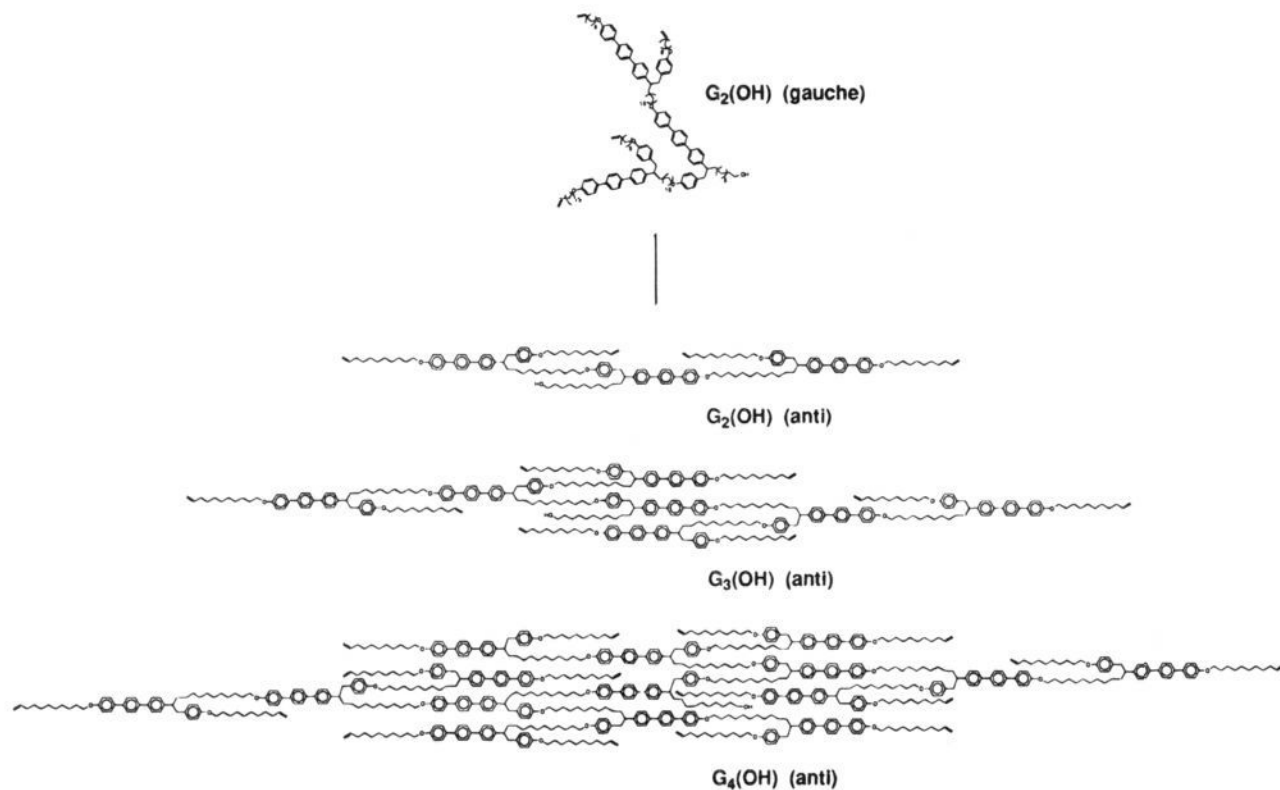 G₂(OH) (gauche)
G₂(OH) (anti)
G₃(OH) (anti)
G₄(OH) (anti)